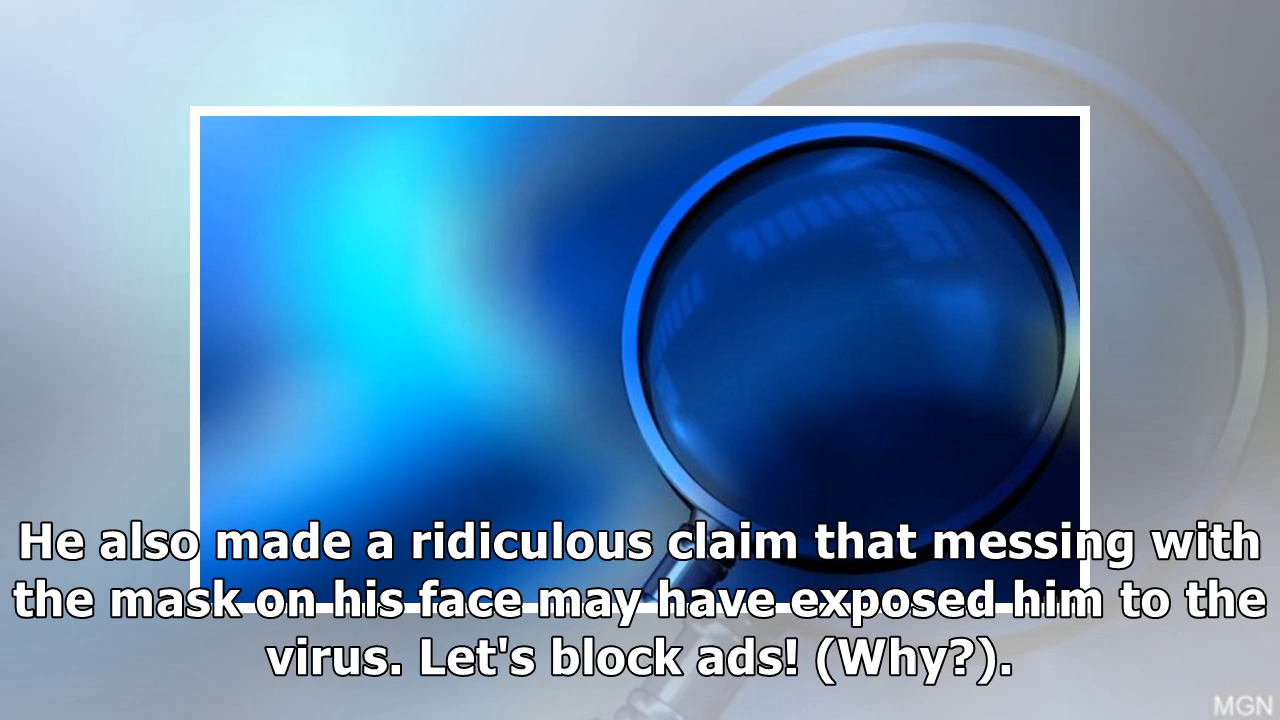 He also made a ridiculous claim that messing with
the mask on his face may have exposed him to the
virus. Let's block ads! (Why?).
MGN